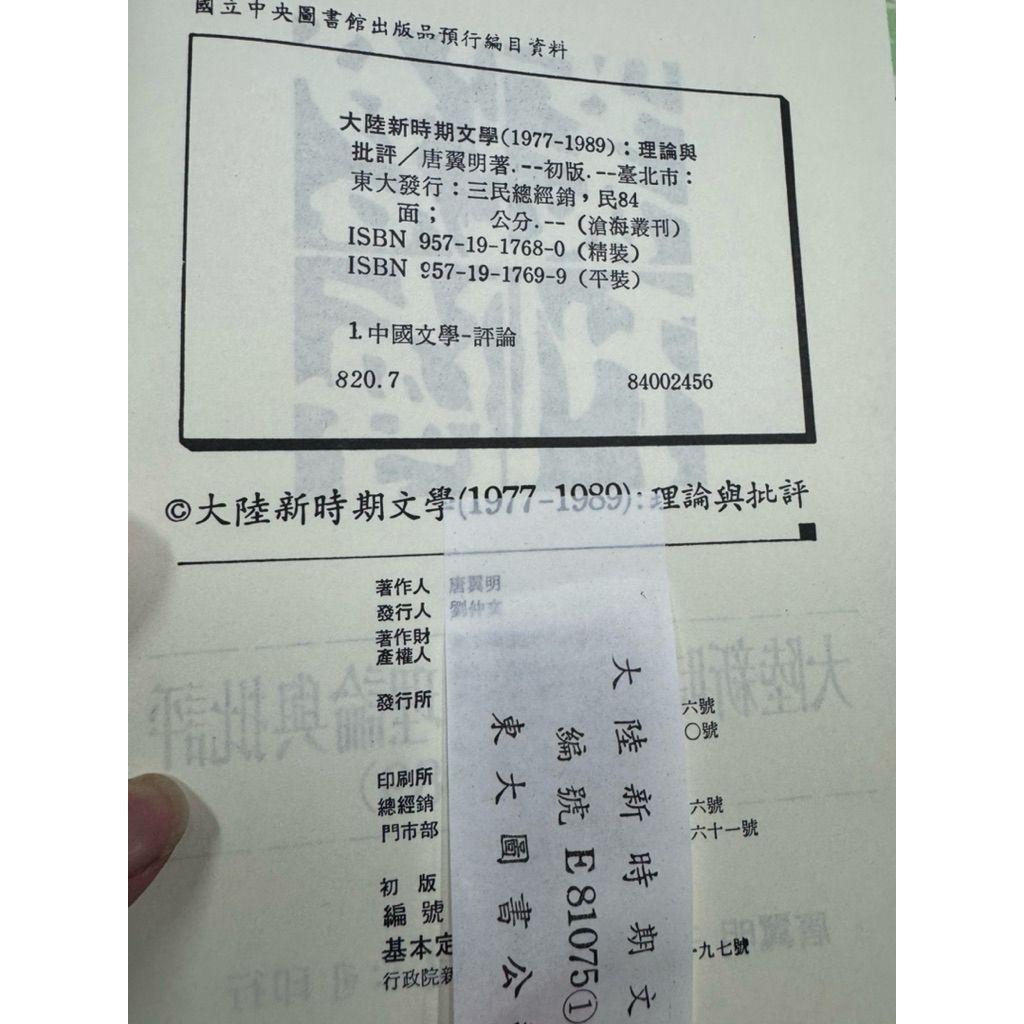 國立中央圖書館出版品預行編目資料
大陸新時期文學(1977-1989)：理論與
批評／唐翼明著.--初版.--臺北市：
東大發行：三民總經銷，民84
面；　　公分.--（滄海叢刊）
ISBN 957-19-1768-0（精裝）
ISBN 957-19-1769-9（平裝）
1.中國文學-評論
820.7　　84002456
©大陸新時期文學(1977-1989)：理論與批評
著作人　唐翼明
發行人　劉仲文
著作財
產權人
發行所
六號
〇號
印刷所
總經銷　六號
門市部　六十一號
初版
編號
基本定
九七號
行政院新
大陸新時期文
編號 E81075①
東大圖書公